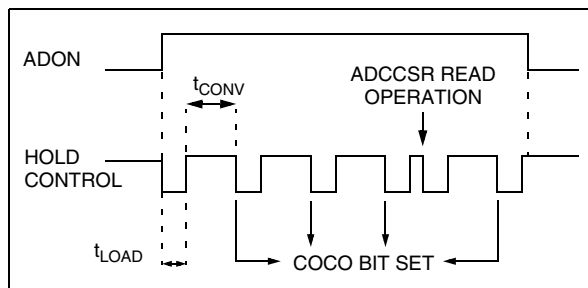 ADON
ADCCSR READ
OPERATION
tCONV
HOLD
CONTROL
tLOAD
COCO BIT SET